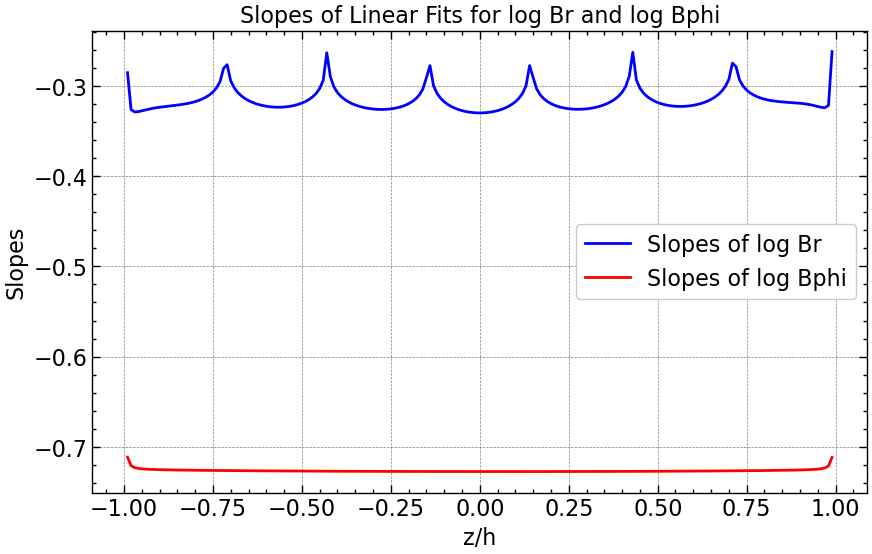 Slopes of Linear Fits for log Br and log Bphi
Slopes
−0.3
−0.4
−0.5
−0.6
−0.7
Slopes of log Br
Slopes of log Bphi
−1.00 −0.75 −0.50 −0.25 0.00 0.25 0.50 0.75 1.00
z/h